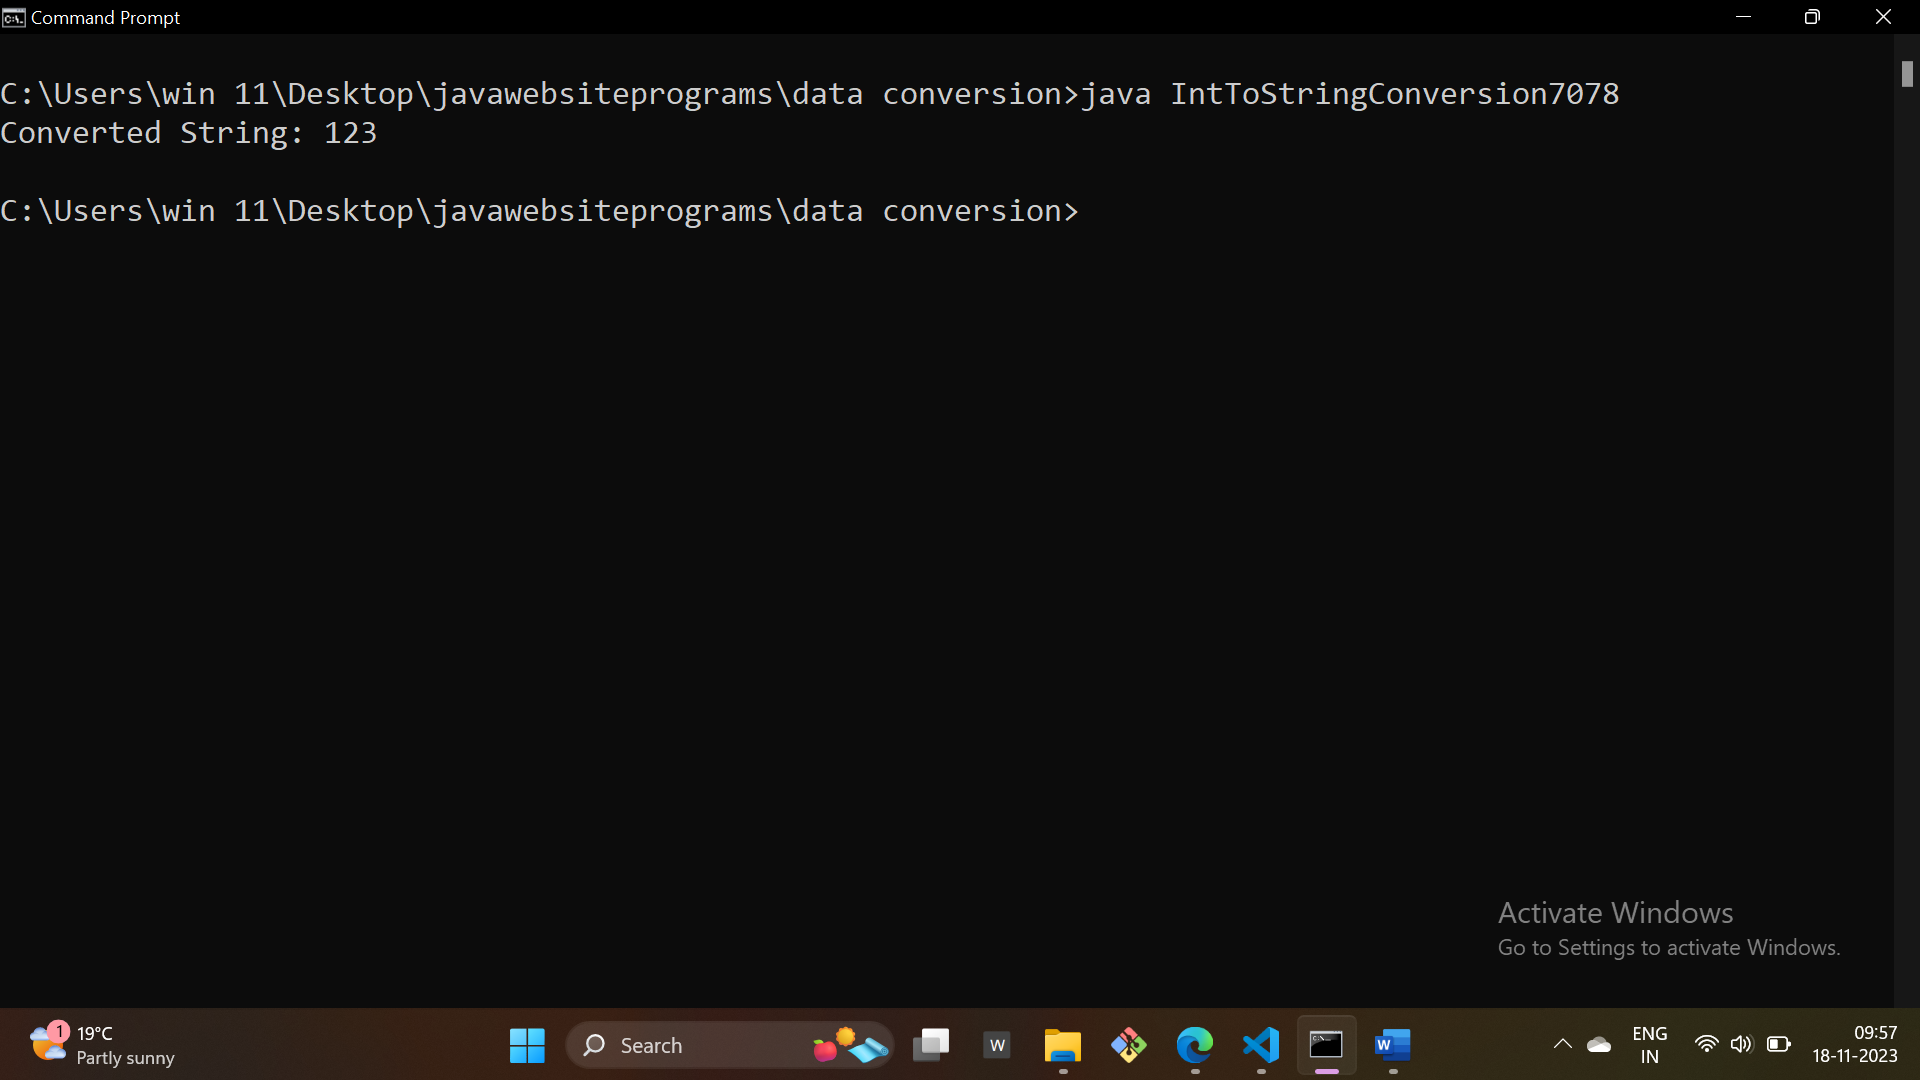 Command Prompt
C:\Users\win 11\Desktop\javawebsiteprograms\data conversion>java IntToStringConversion7078
Converted String: 123
C:\Users\win 11\Desktop\javawebsiteprograms\data conversion>
Activate Windows
Go to Settings to activate Windows.
1
19°C
Partly sunny
Search
W
W
ENG
IN
09:57
18-11-2023